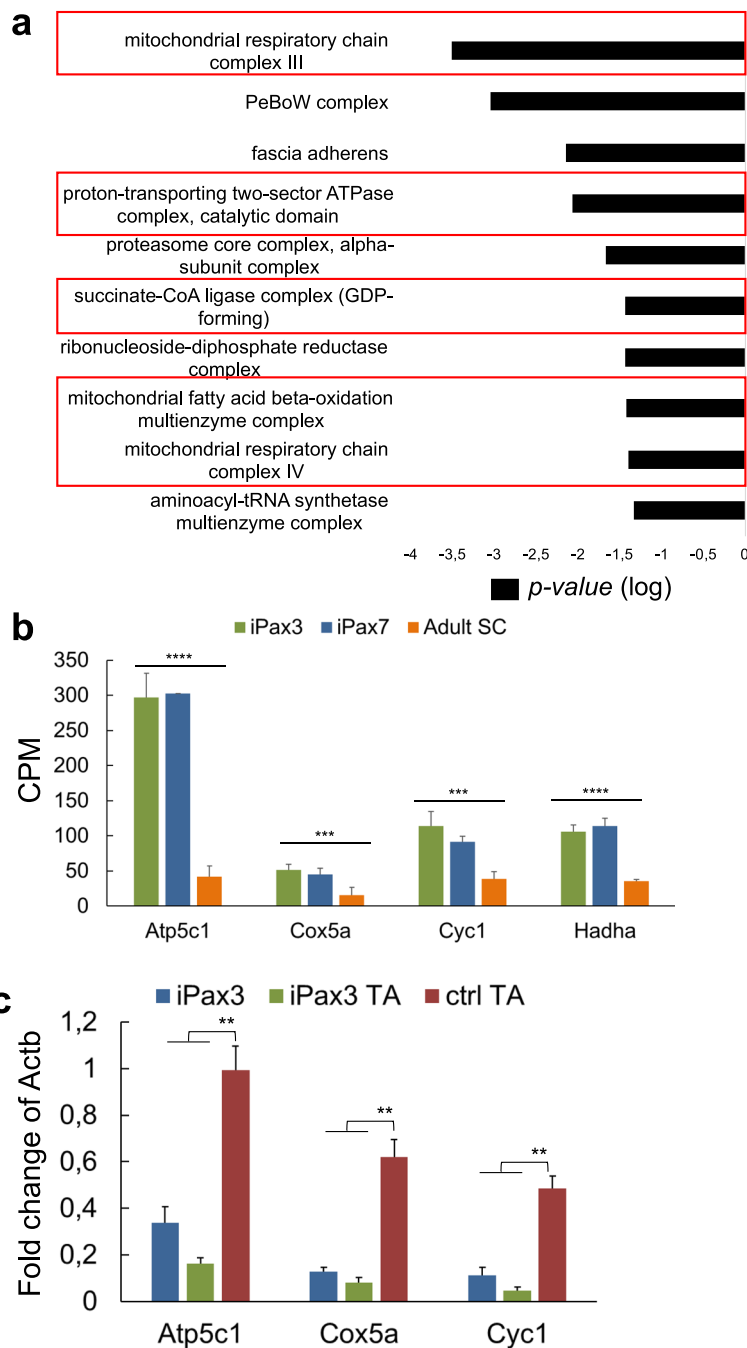 a
mitochondrial respiratory chain
complex III
PeBoW complex
fascia adherens
proton-transporting two-sector ATPase
complex, catalytic domain
proteasome core complex, alpha-
subunit complex
succinate-CoA ligase complex (GDP-
forming)
ribonucleoside-diphosphate reductase
complex
mitochondrial fatty acid beta-oxidation
multienzyme complex
mitochondrial respiratory chain
complex IV
aminoacyl-tRNA synthetase
multienzyme complex
-4 -3,5 -3 -2,5 -2 -1,5 -1 -0,5 0
p-value (log)
b
iPax3 iPax7 Adult SC
CPM
350
300
250
200
150
100
50
0
**** *** *** ****
Atp5c1 Cox5a Cyc1 Hadha
c
iPax3 iPax3 TA ctrl TA
Fold change of Actb
1,2
1
0,8
0,6
0,4
0,2
0
** ** **
Atp5c1 Cox5a Cyc1